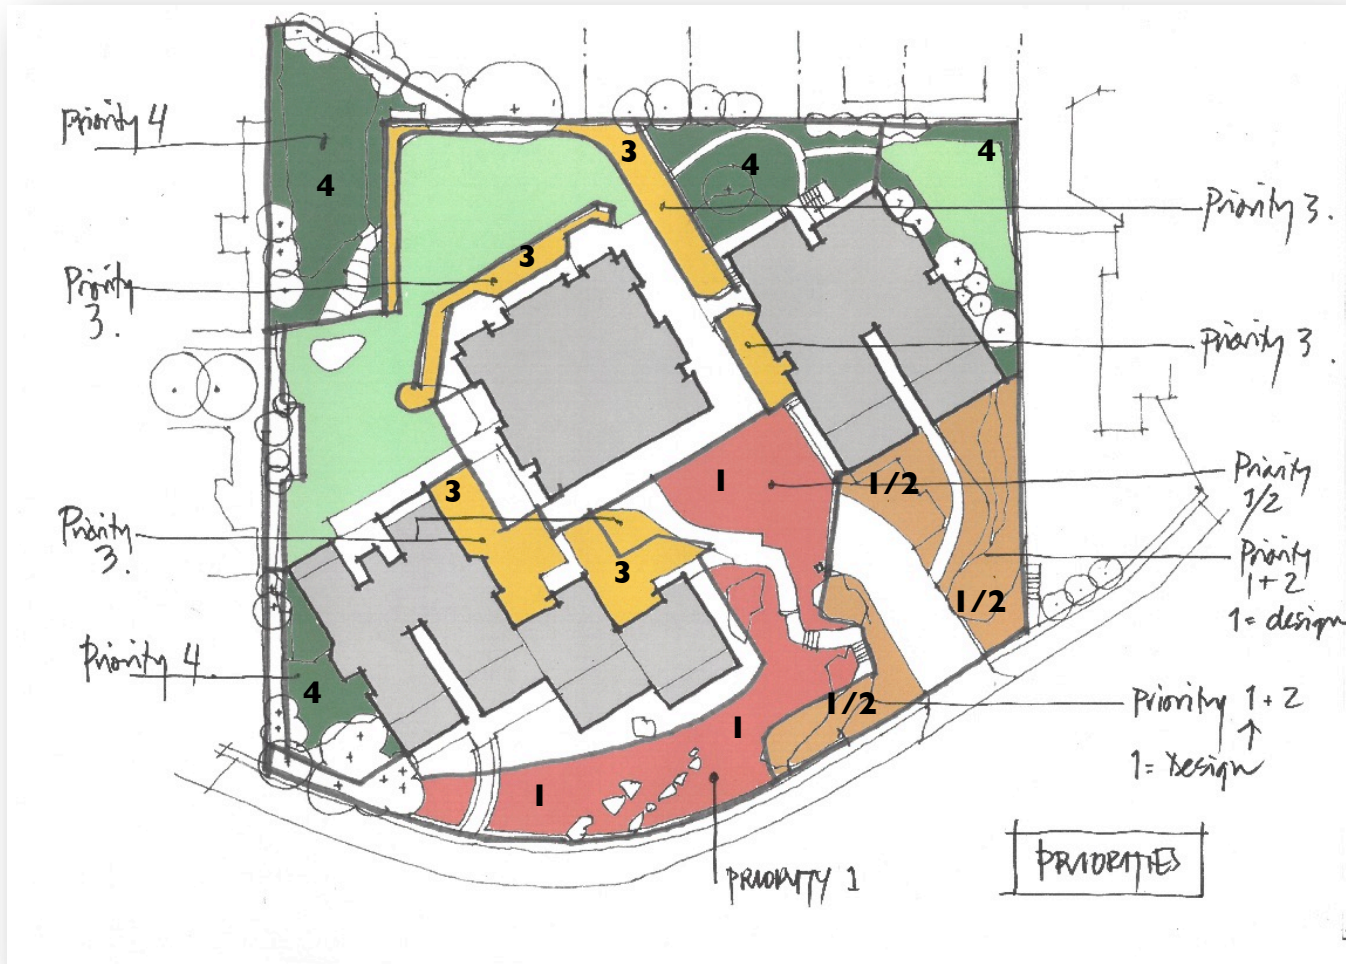 Priority 4
4
3
4
4
Priority 3.
3
Priority
3.
Priority 3.
Priority
1/2
3
1
1/2
Priority
3.
3
Priority
1+2
1= design
1/2
Priority 4.
4
1/2
Priority 1+2
↑
1= Design
1
1
PRIORITY 1
PRIORITIES